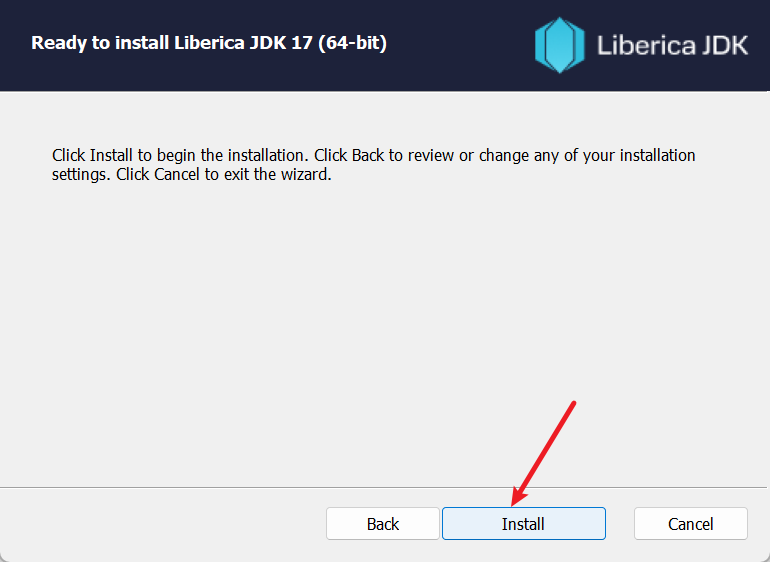 Ready to install Liberica JDK 17 (64-bit)
Liberica JDK
Click Install to begin the installation. Click Back to review or change any of your installation
settings. Click Cancel to exit the wizard.
Back
Install
Cancel